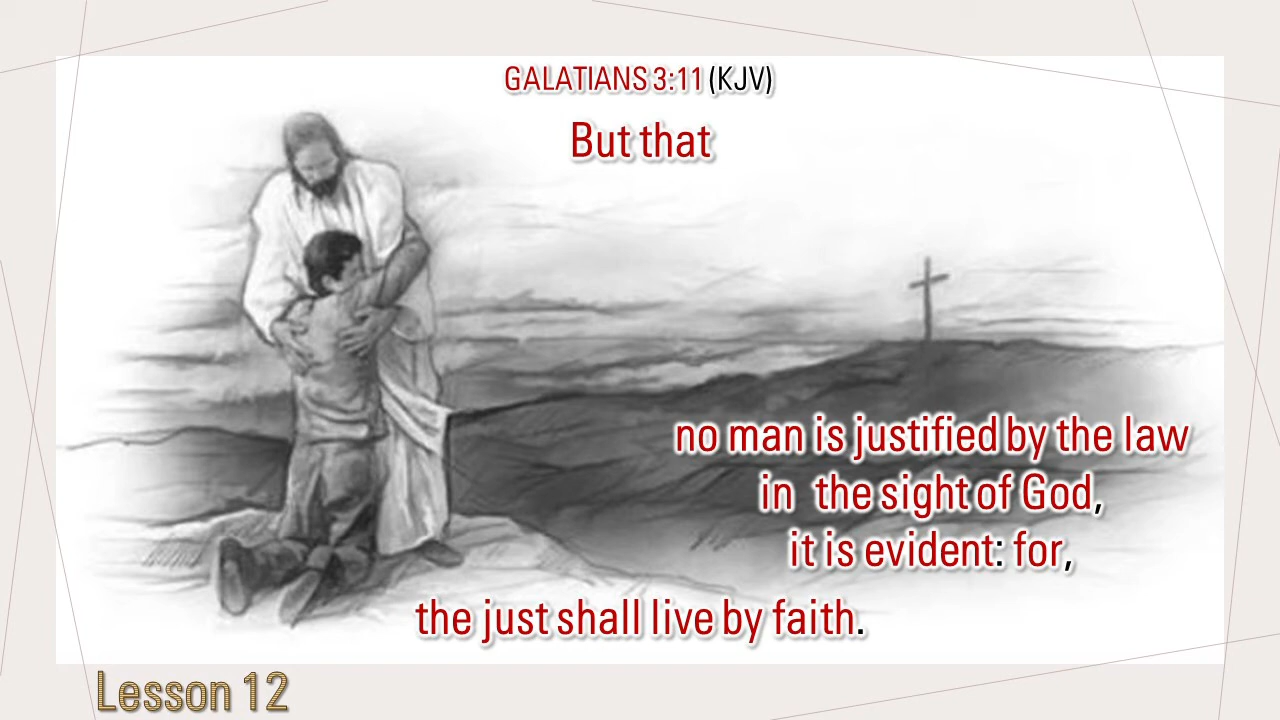 GALATIANS 3:11 (KJV)
But that
no man is justified by the law
in the sight of God,
it is evident: for,
the just shall live by faith.
Lesson 12